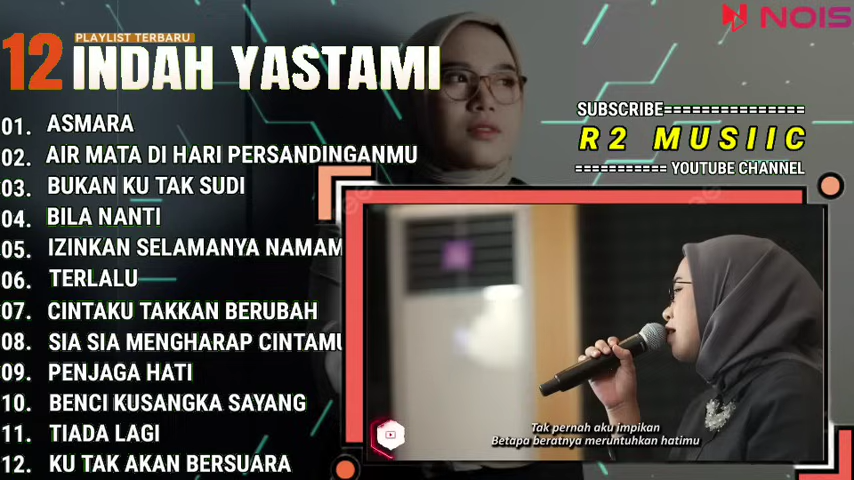 PLAYLIST TERBARU
12 INDAH YASTAMI
NOIS
01. ASMARA
02. AIR MATA DI HARI PERSANDINGANMU
03. BUKAN KU TAK SUDI
04. BILA NANTI
05. IZINKAN SELAMANYA NAMAM
06. TERLALU
07. CINTAKU TAKKAN BERUBAH
08. SIA SIA MENGHARAP CINTAMU
09. PENJAGA HATI
10. BENCI KUSANGKA SAYANG
11. TIADA LAGI
12. KU TAK AKAN BERSUARA
SUBSCRIBE===============
R2 MUSIIC
=========== YOUTUBE CHANNEL
Tak pernah aku impikan
Betapa beratnya meruntuhkan hatimu